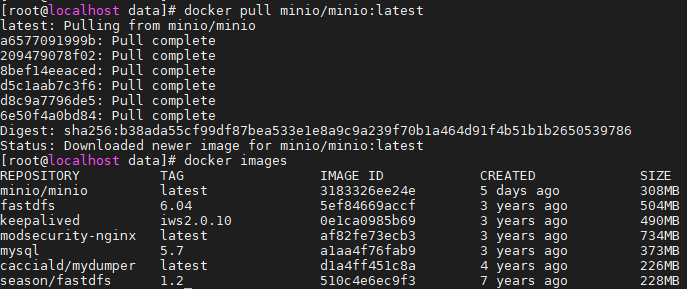 [root@localhost data]# docker pull minio/minio:latest
latest: Pulling from minio/minio
a6577091999b: Pull complete
209479078f02: Pull complete
8bef14eeaced: Pull complete
d5c1aab7c3f6: Pull complete
d8c9a7796de5: Pull complete
6e50f4a0bd84: Pull complete
Digest: sha256:b38ada55cf99df87bea533e1e8a9c9a239f70b1a464d91f4b51b1b2650539786
Status: Downloaded newer image for minio/minio:latest
[root@localhost data]# docker images
REPOSITORY TAG IMAGE ID CREATED SIZE
minio/minio latest 3183326ee24e 5 days ago 308MB
fastdfs 6.04 5ef84669accf 3 years ago 504MB
keepalived iws2.0.10 0e1ca0985b69 3 years ago 490MB
modsecurity-nginx latest af82fe73ecb3 3 years ago 734MB
mysql 5.7 a1aa4f76fab9 3 years ago 373MB
cacciald/mydumper latest d1a4ff451c8a 4 years ago 226MB
season/fastdfs 1.2 510c4e6ec9f3 7 years ago 228MB